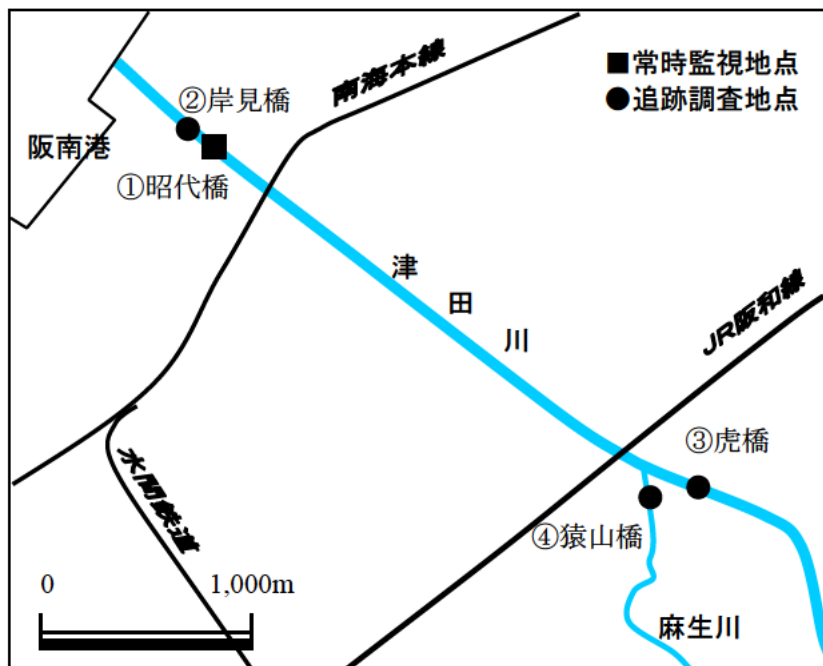 ■常時監視地点
●追跡調査地点
南海本線
②岸見橋
阪南港
①昭代橋
津田川
JR阪和線
③虎橋
水間鉄道
④猿山橋
0 1,000m
麻生川